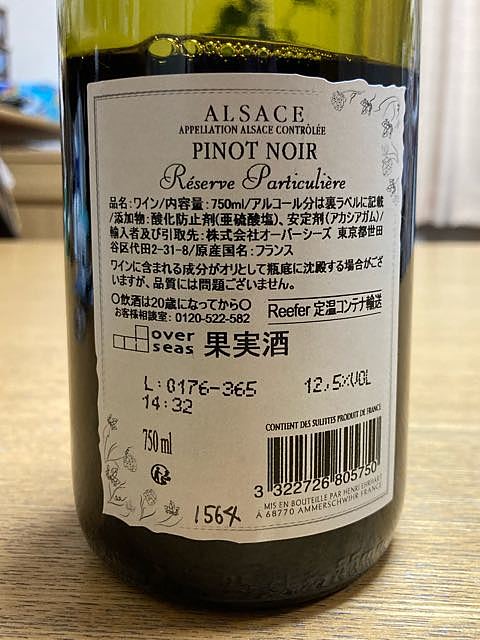 ALSACE
APPELLATION ALSACE CONTRÔLÉE
PINOT NOIR
Réserve Particulière
品名:ワイン/内容量:750ml/アルコール分は裏ラベルに記載
/添加物:酸化防止剤(亜硫酸塩)、安定剤(アカシアガム)/
輸入者及び引取先:株式会社オーバーシーズ 東京都世田
谷区代田2-31-8/原産国名:フランス
ワインに含まれる成分がオリとして瓶底に沈殿する場合がござ
いますが、品質には問題ございません。
〇飲酒は20歳になってから〇
お客様相談室:0120-522-582
Reefer 定温コンテナ輸送
over
seas
果実酒
L:0176-365
12,5%VOL
14:32
CONTIENT DES SULFITES PRODUIT DE FRANCE
750 ml
3 322726 805750
MIS EN BOUTEILLE PAR HENRI EHRHART
À 68770 AMMERSCHWIHR FRANCE
1564